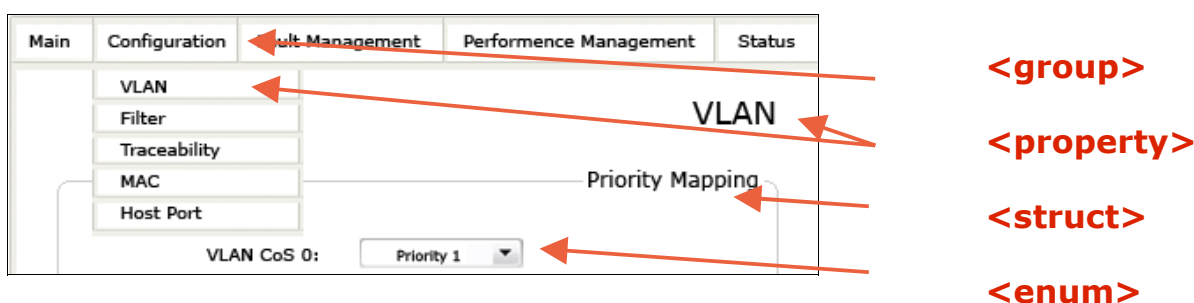 Main Configuration Fault Management Performence Management Status
<group>
VLAN
VLAN
Filter
<property>
Traceability
MAC
Priority Mapping
Host Port
<struct>
VLAN CoS 0: Priority 1
<enum>